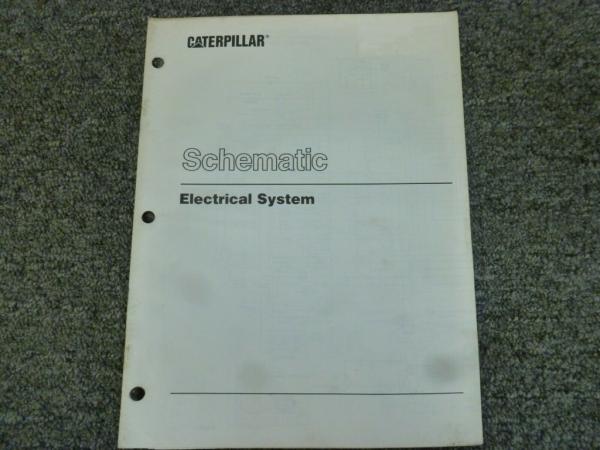 CATERPILLAR®
Schematic
Electrical System